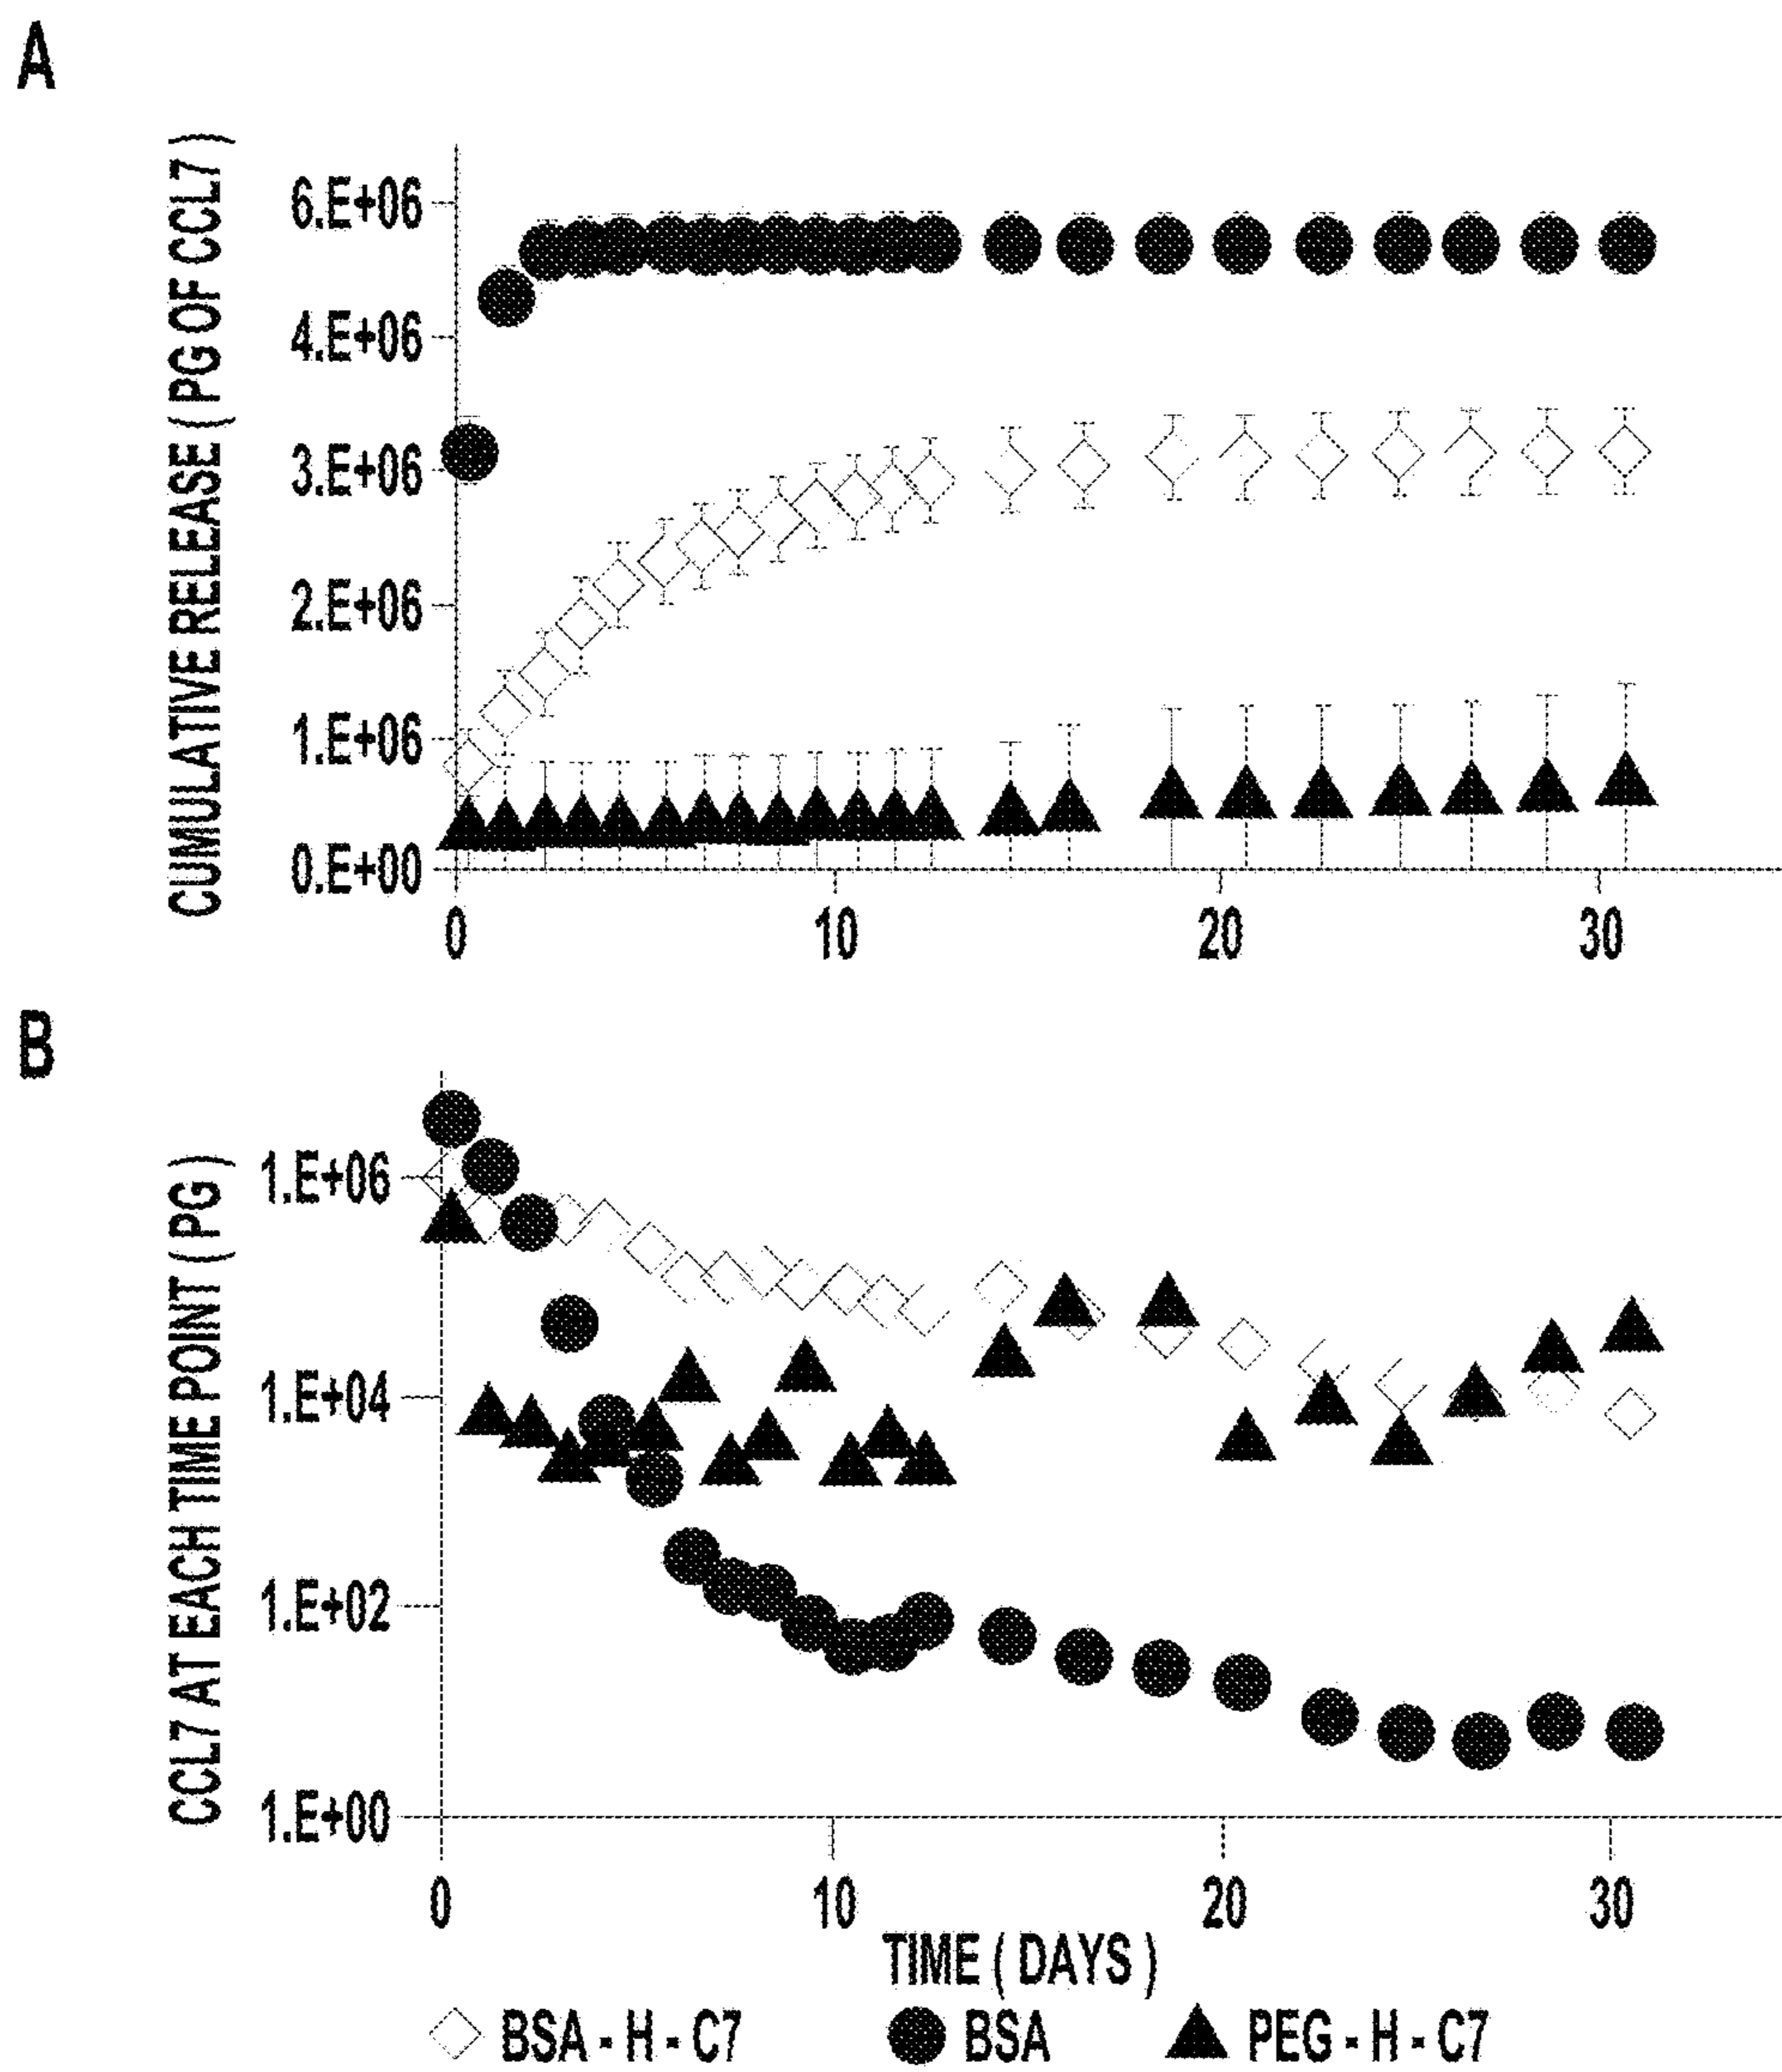 A
CUMULATIVE RELEASE ( PG OF CCL7 )
6.E+06
4.E+06
3.E+06
2.E+06
1.E+06
0.E+00
0 10 20 30
B
CCL7 AT EACH TIME POINT ( PG )
1.E+06
1.E+04
1.E+02
1.E+00
0 10 20 30
TIME ( DAYS )
BSA - H - C7 BSA PEG - H - C7